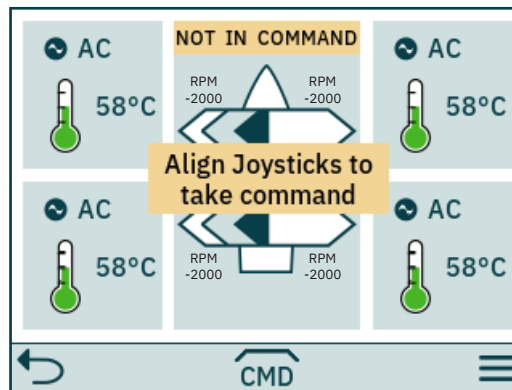 NOT IN COMMAND
AC
58°C
RPM
-2000
RPM
-2000
AC
58°C
Align Joysticks to
take command
AC
58°C
RPM
-2000
RPM
-2000
AC
58°C
CMD